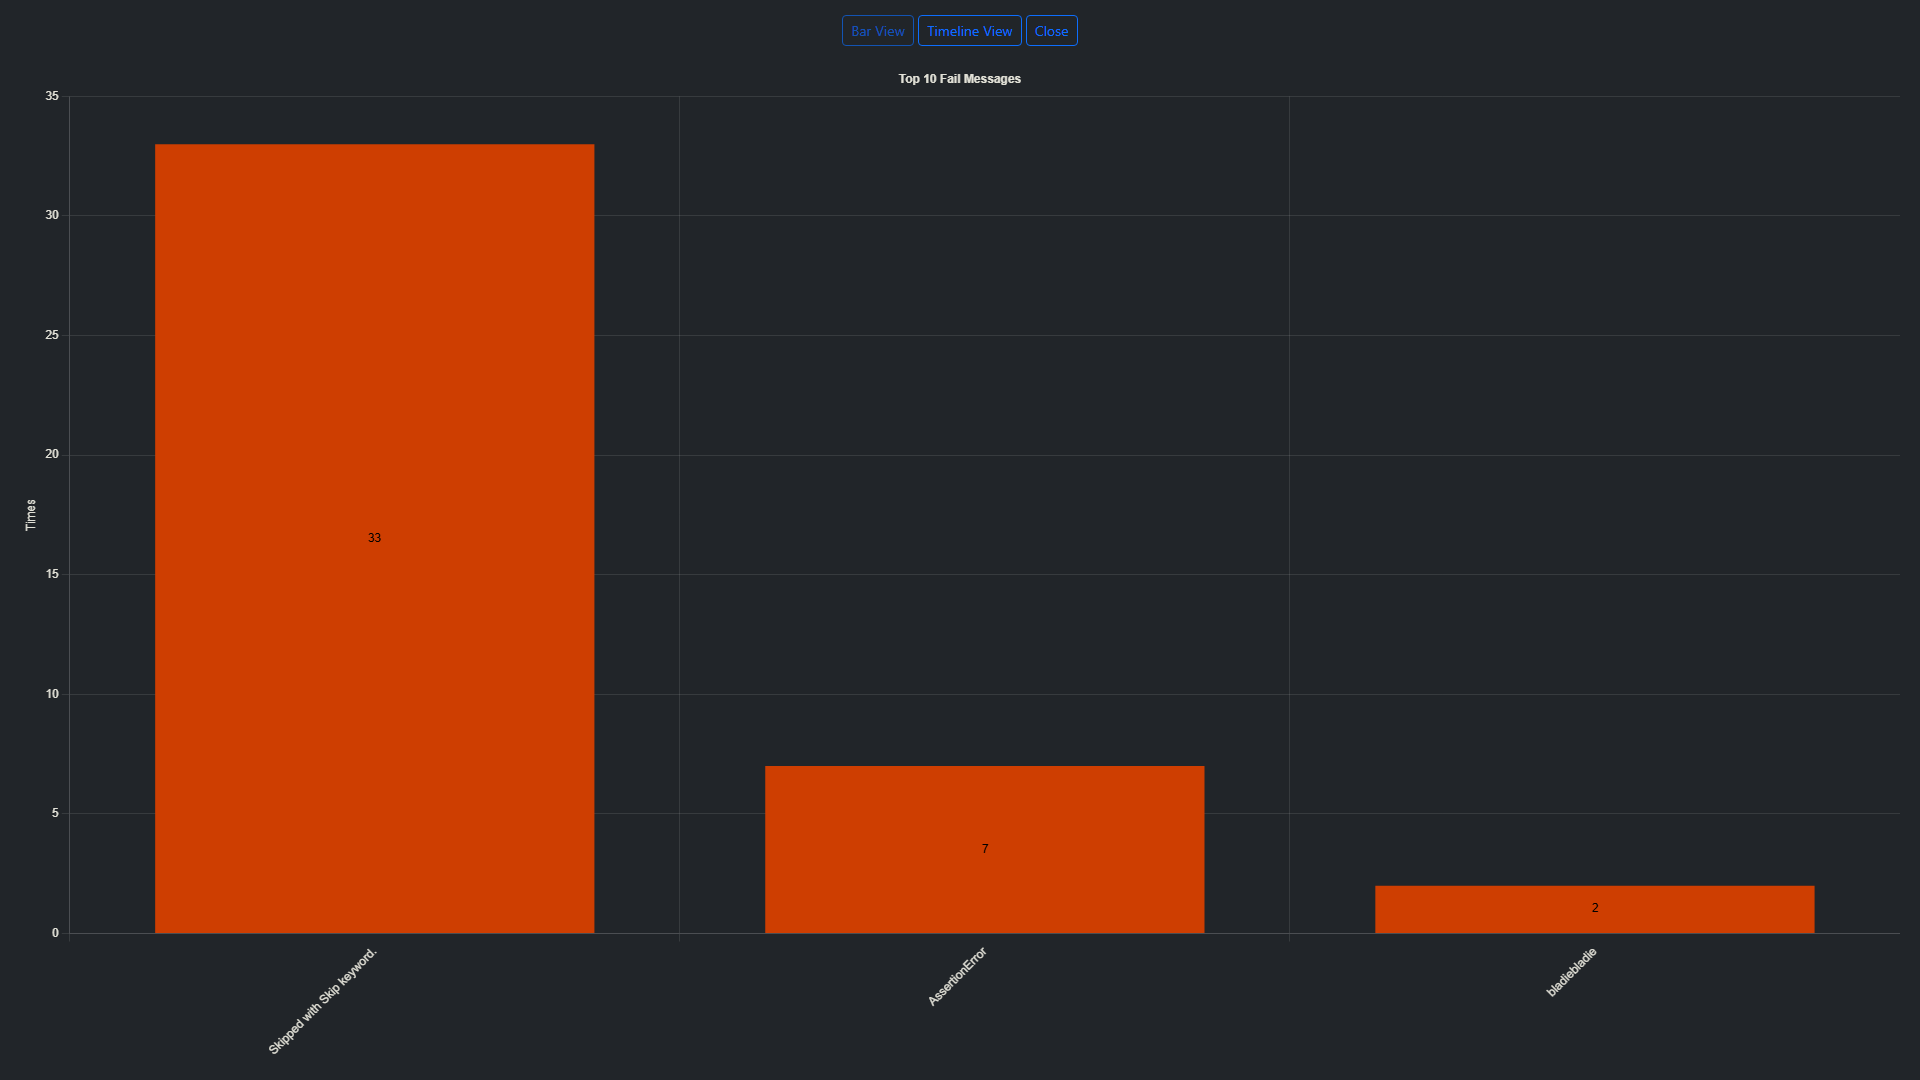 Bar View Timeline View Close
Top 10 Fail Messages
35
30
25
20
15
10
5
0
Times
33
7
2
Skipped with Skip keyword.
AssertionError
bladiebladie